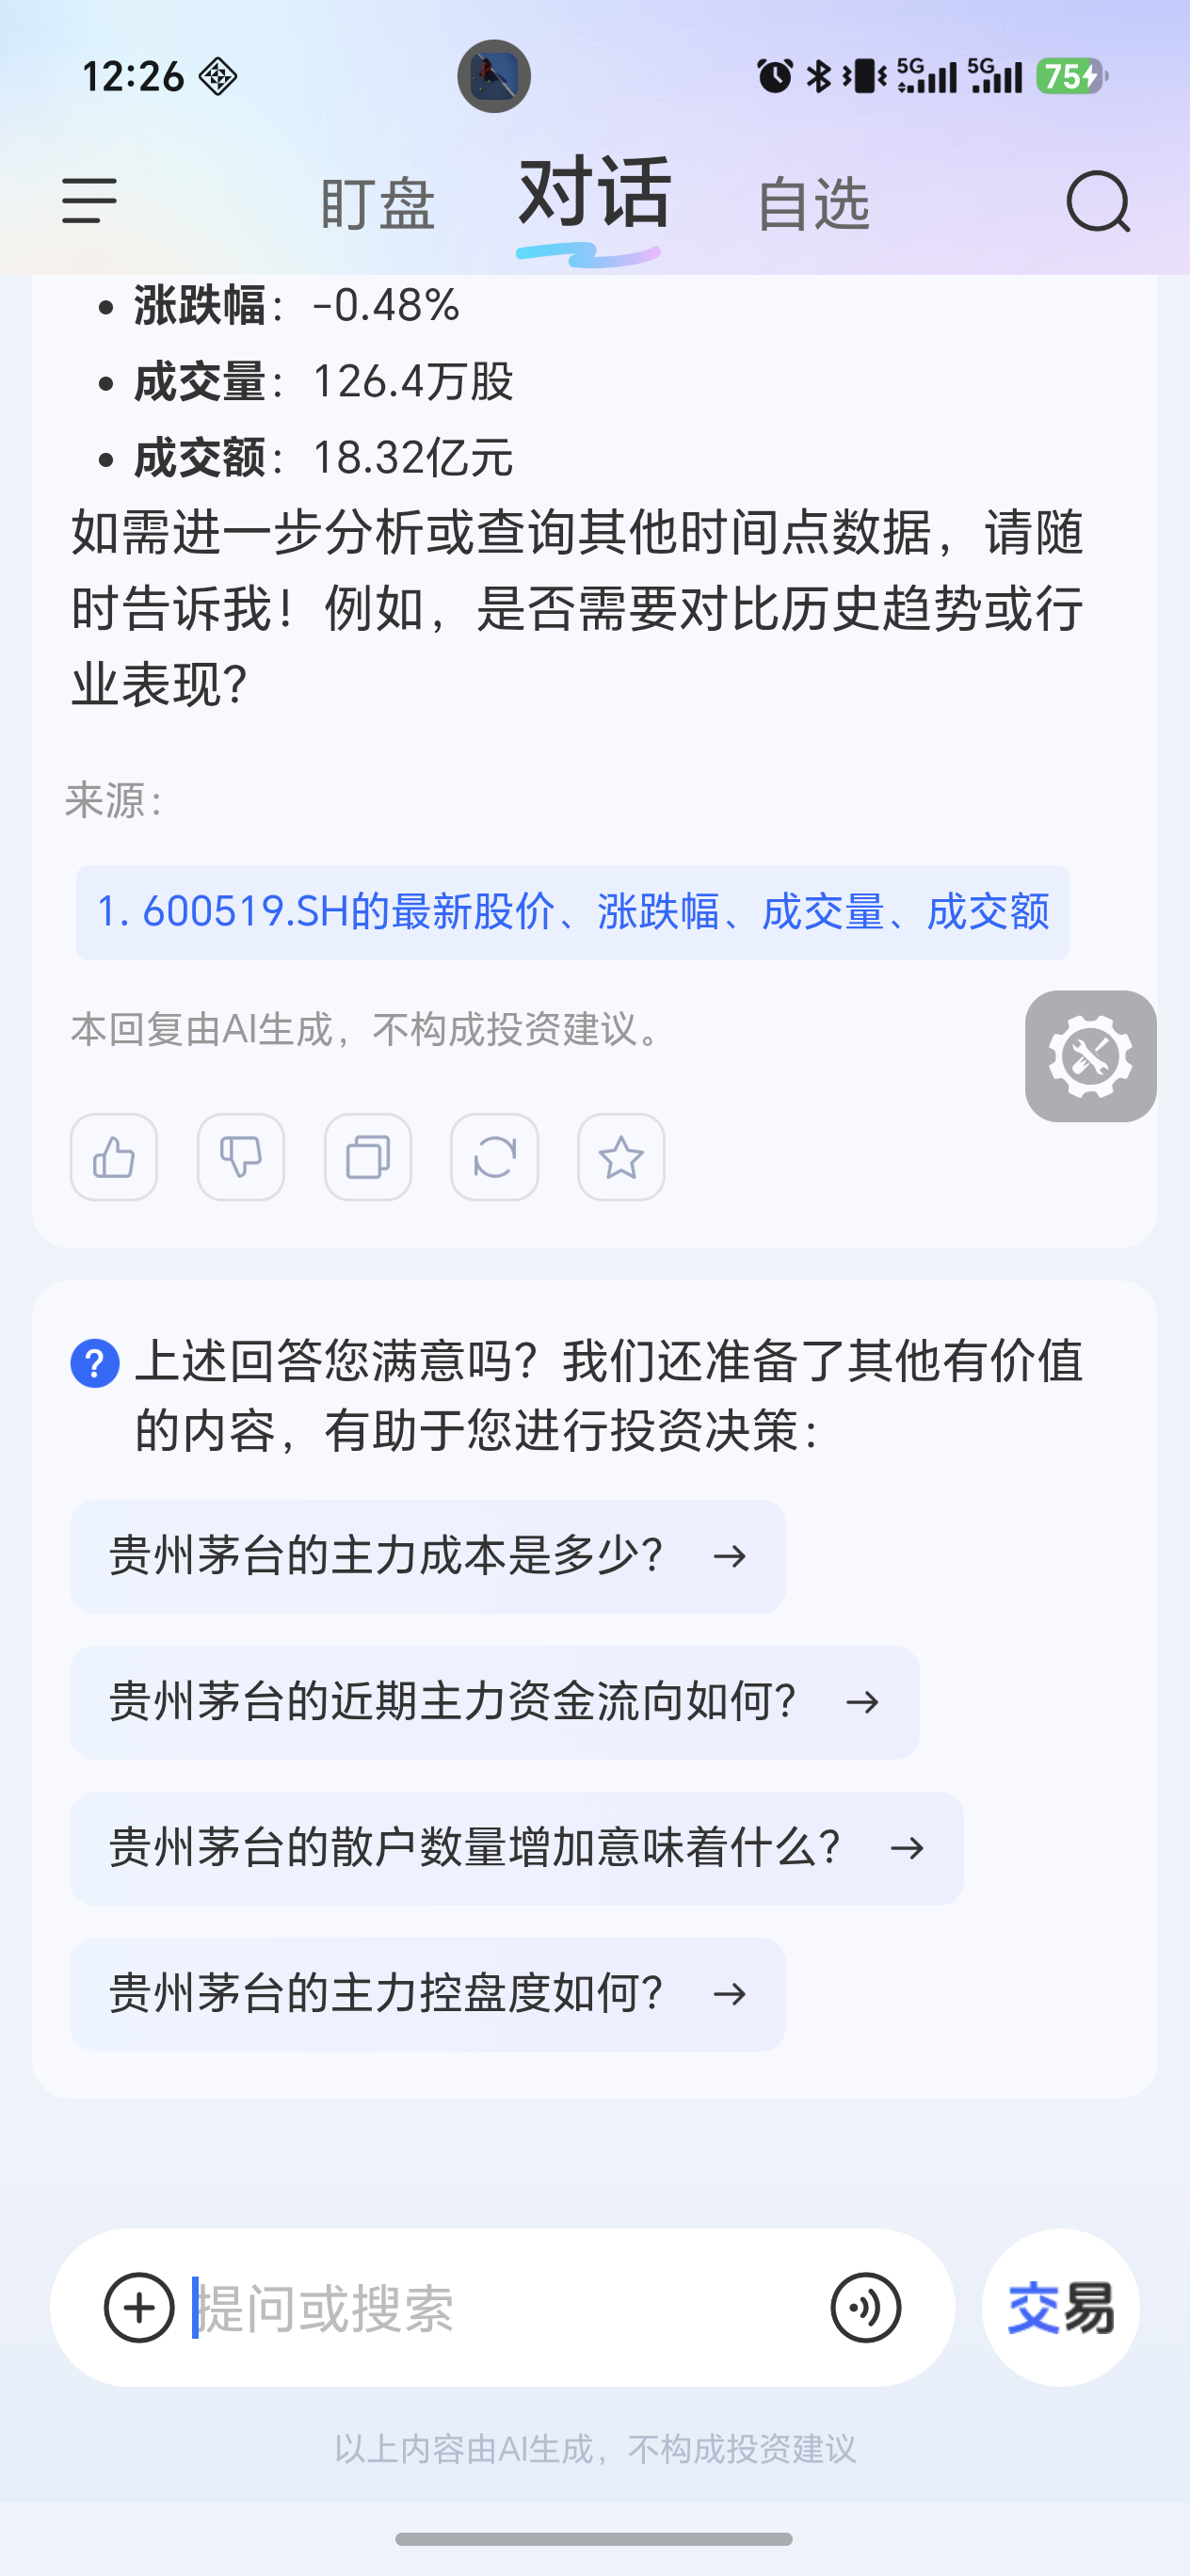 12:26
5G 5G 75
盯盘 对话 自选
涨跌幅：-0.48%
成交量：126.4万股
成交额：18.32亿元
如需进一步分析或查询其他时间点数据，请随
时告诉我！例如，是否需要对比历史趋势或行
业表现？
来源：
1. 600519.SH的最新股价、涨跌幅、成交量、成交额
本回复由AI生成，不构成投资建议。
上述回答您满意吗？我们还准备了其他有价值
的内容，有助于您进行投资决策：
贵州茅台的主力成本是多少？ →
贵州茅台的近期主力资金流向如何？ →
贵州茅台的散户数量增加意味着什么？ →
贵州茅台的主力控盘度如何？ →
提问或搜索
交易
以上内容由AI生成，不构成投资建议